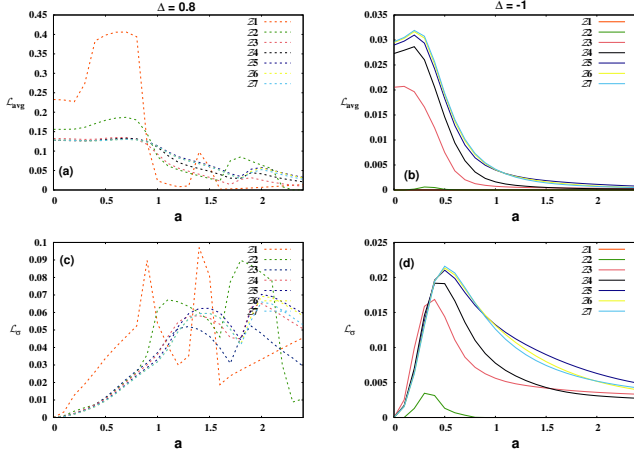 Δ = 0.8
0.45
0.4
0.35
0.3
0.25
0.2
0.15
0.1
0.05
0
ℒavg
ℤ1
ℤ2
ℤ3
ℤ4
ℤ5
ℤ6
ℤ7
(a)
0 0.5 1 1.5 2
a
Δ = -1
0.035
0.03
0.025
0.02
0.015
0.01
0.005
0
ℒavg
ℤ1
ℤ2
ℤ3
ℤ4
ℤ5
ℤ6
ℤ7
(b)
0 0.5 1 1.5 2
a
0.1
0.09
0.08
0.07
0.06
0.05
0.04
0.03
0.02
0.01
0
ℒσ
(c)
ℤ1
ℤ2
ℤ3
ℤ4
ℤ5
ℤ6
ℤ7
0 0.5 1 1.5 2
a
0.025
0.02
0.015
0.01
0.005
0
ℒσ
(d)
ℤ1
ℤ2
ℤ3
ℤ4
ℤ5
ℤ6
ℤ7
0 0.5 1 1.5 2
a